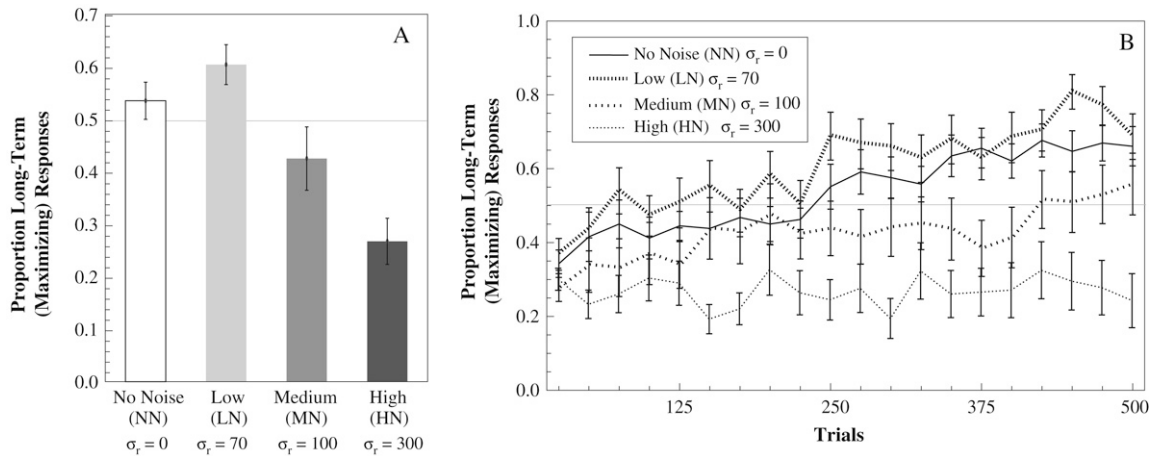 A
Proportion Long-Term
(Maximizing) Responses
0.7
0.6
0.5
0.4
0.3
0.2
0.1
0.0
No Noise
(NN)
σr = 0
Low
(LN)
σr = 70
Medium
(MN)
σr = 100
High
(HN)
σr = 300
B
Proportion Long-Term
(Maximizing) Responses
1.0
0.8
0.6
0.4
0.2
0.0
No Noise (NN) σr = 0
Low (LN) σr = 70
Medium (MN) σr = 100
High (HN) σr = 300
125
250
375
500
Trials